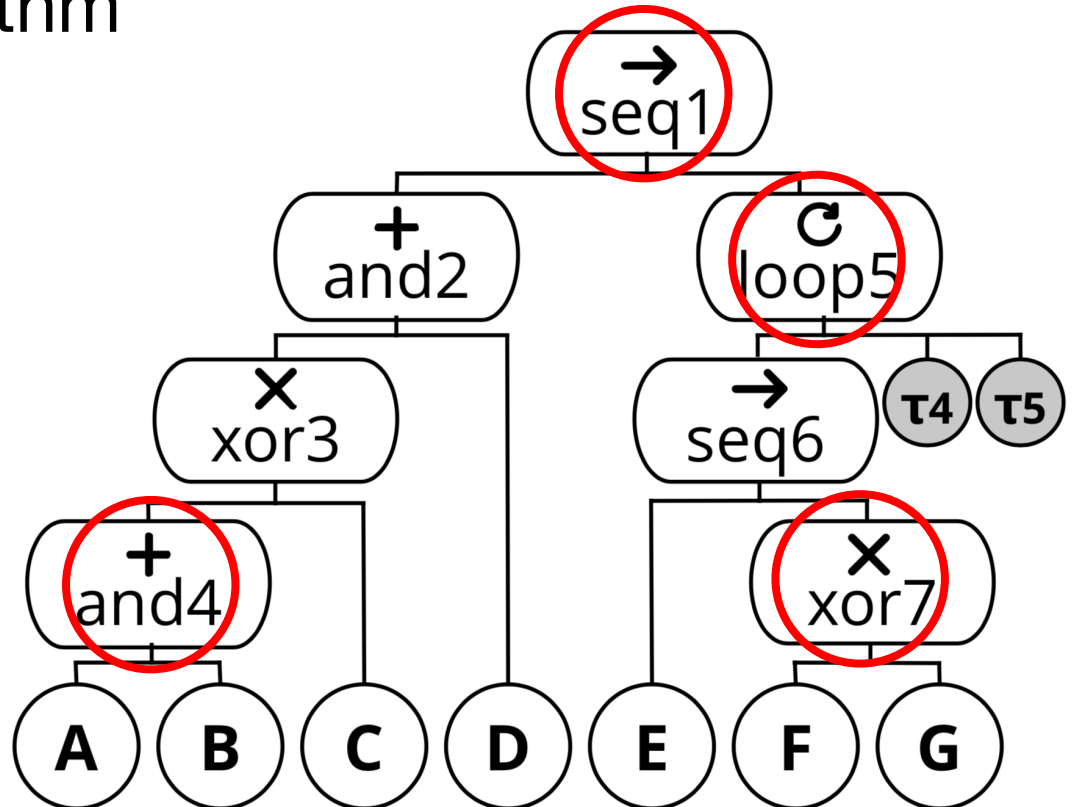 thm
→
seq1
+
and2
loop5
×
xor3
→
seq6
τ4 τ5
+
and4
×
xor7
A B C D E F G